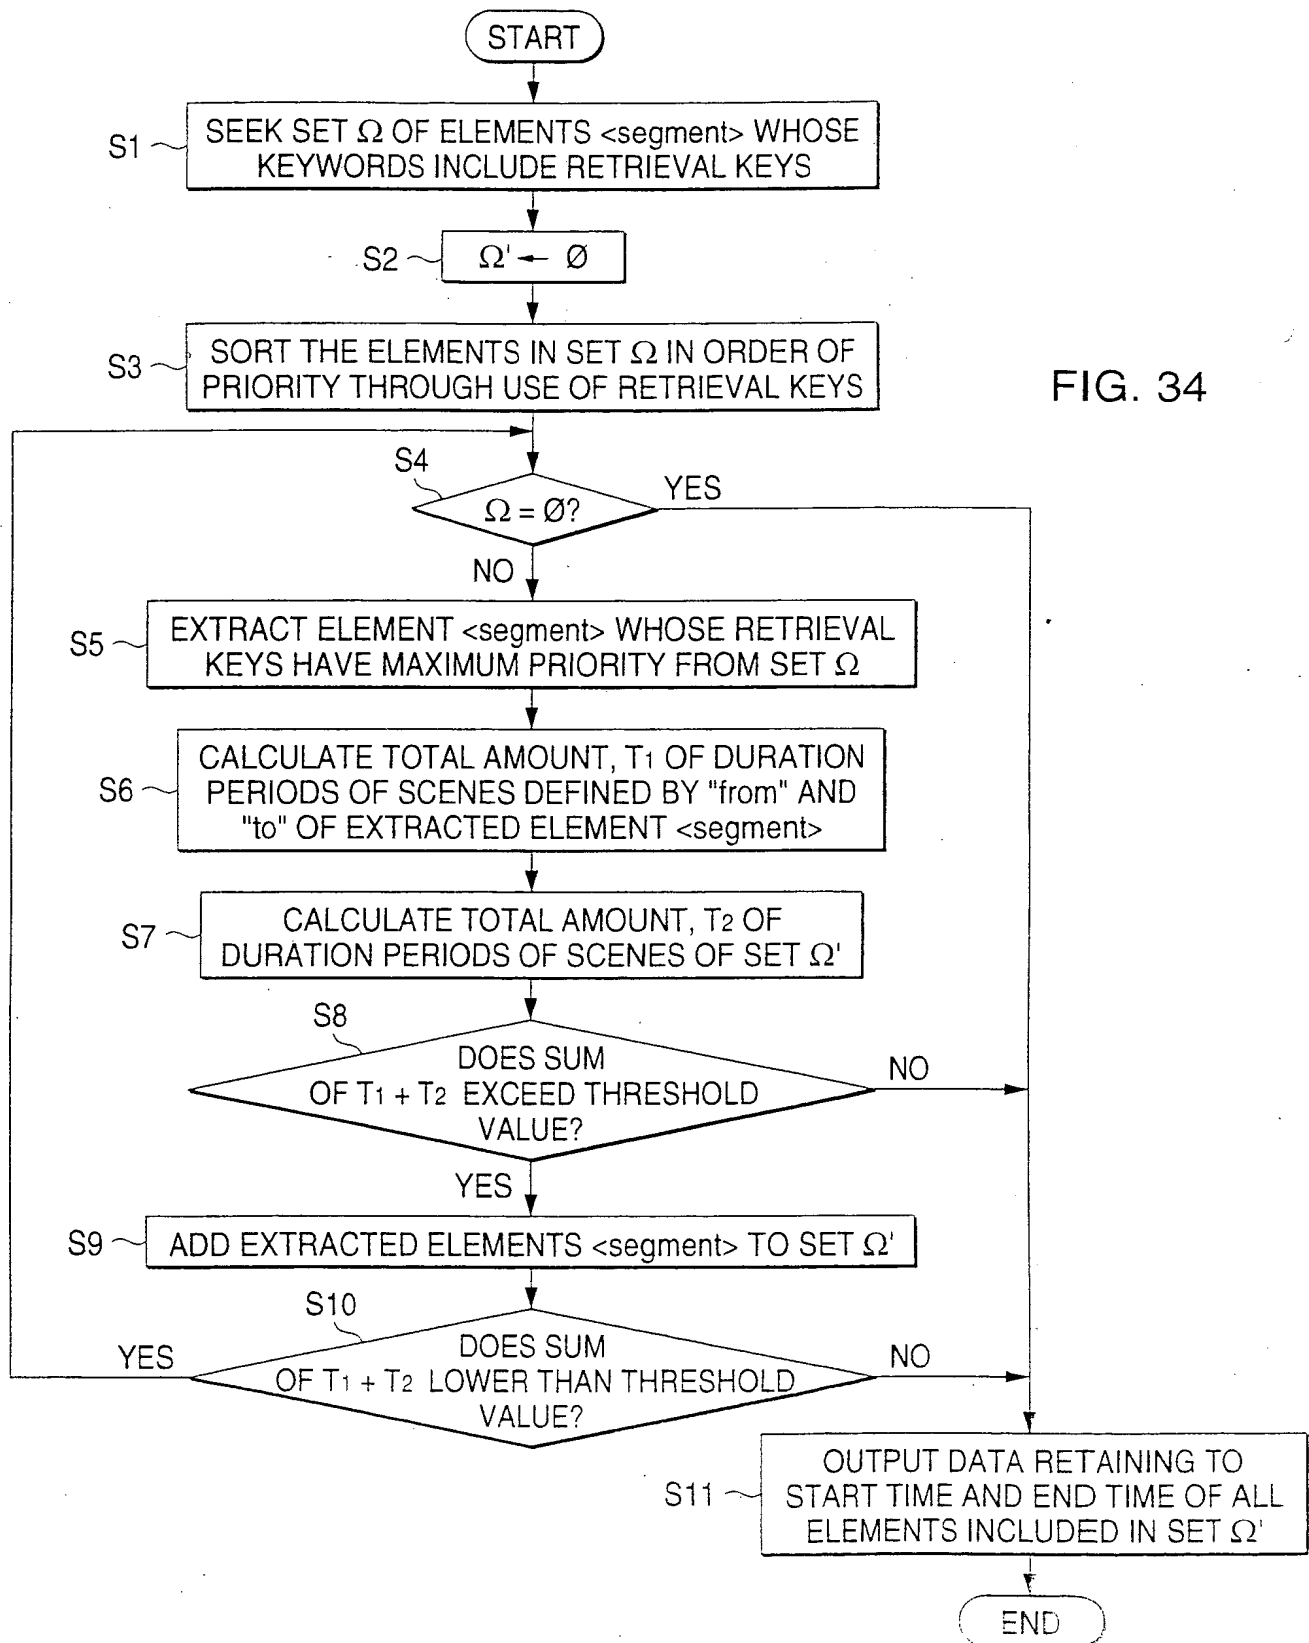 START
S1
SEEK SET Ω OF ELEMENTS <segment> WHOSE
KEYWORDS INCLUDE RETRIEVAL KEYS
S2
Ω' ← Ø
S3
SORT THE ELEMENTS IN SET Ω IN ORDER OF
PRIORITY THROUGH USE OF RETRIEVAL KEYS
FIG. 34
S4
Ω = Ø?
YES
NO
S5
EXTRACT ELEMENT <segment> WHOSE RETRIEVAL
KEYS HAVE MAXIMUM PRIORITY FROM SET Ω
S6
CALCULATE TOTAL AMOUNT, T1 OF DURATION
PERIODS OF SCENES DEFINED BY "from" AND
"to" OF EXTRACTED ELEMENT <segment>
S7
CALCULATE TOTAL AMOUNT, T2 OF
DURATION PERIODS OF SCENES OF SET Ω'
S8
DOES SUM
OF T1 + T2 EXCEED THRESHOLD
VALUE?
NO
YES
S9
ADD EXTRACTED ELEMENTS <segment> TO SET Ω'
S10
DOES SUM
OF T1 + T2 LOWER THAN THRESHOLD
VALUE?
YES
NO
S11
OUTPUT DATA RETAINING TO
START TIME AND END TIME OF ALL
ELEMENTS INCLUDED IN SET Ω'
END